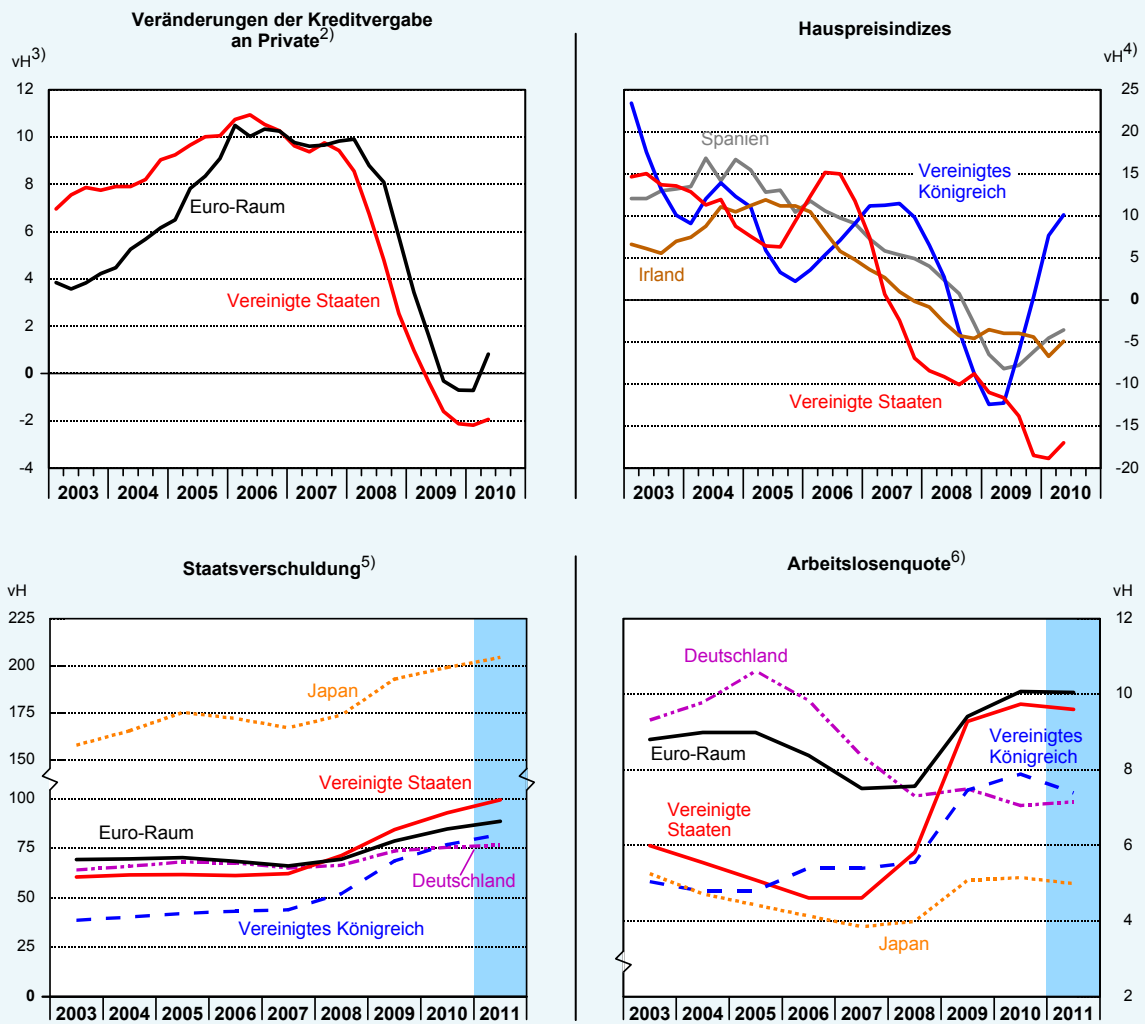 Veränderungen der Kreditvergabe
an Private2)
vH3)
12
10
8
6
4
2
0
-2
-4
Euro-Raum
Vereinigte Staaten
2003 2004 2005 2006 2007 2008 2009 2010
Hauspreisindizes
vH4)
25
20
15
10
5
0
-5
-10
-15
-20
Spanien
Vereinigtes
Königreich
Irland
Vereinigte Staaten
2003 2004 2005 2006 2007 2008 2009 2010
Staatsverschuldung5)
vH
225
200
175
150
100
75
50
25
0
Japan
Vereinigte Staaten
Euro-Raum
Deutschland
Vereinigtes Königreich
2003 2004 2005 2006 2007 2008 2009 2010 2011
Arbeitslosenquote6)
vH
12
10
8
6
4
2
Deutschland
Euro-Raum
Vereinigtes
Königreich
Vereinigte
Staaten
Japan
2003 2004 2005 2006 2007 2008 2009 2010 2011